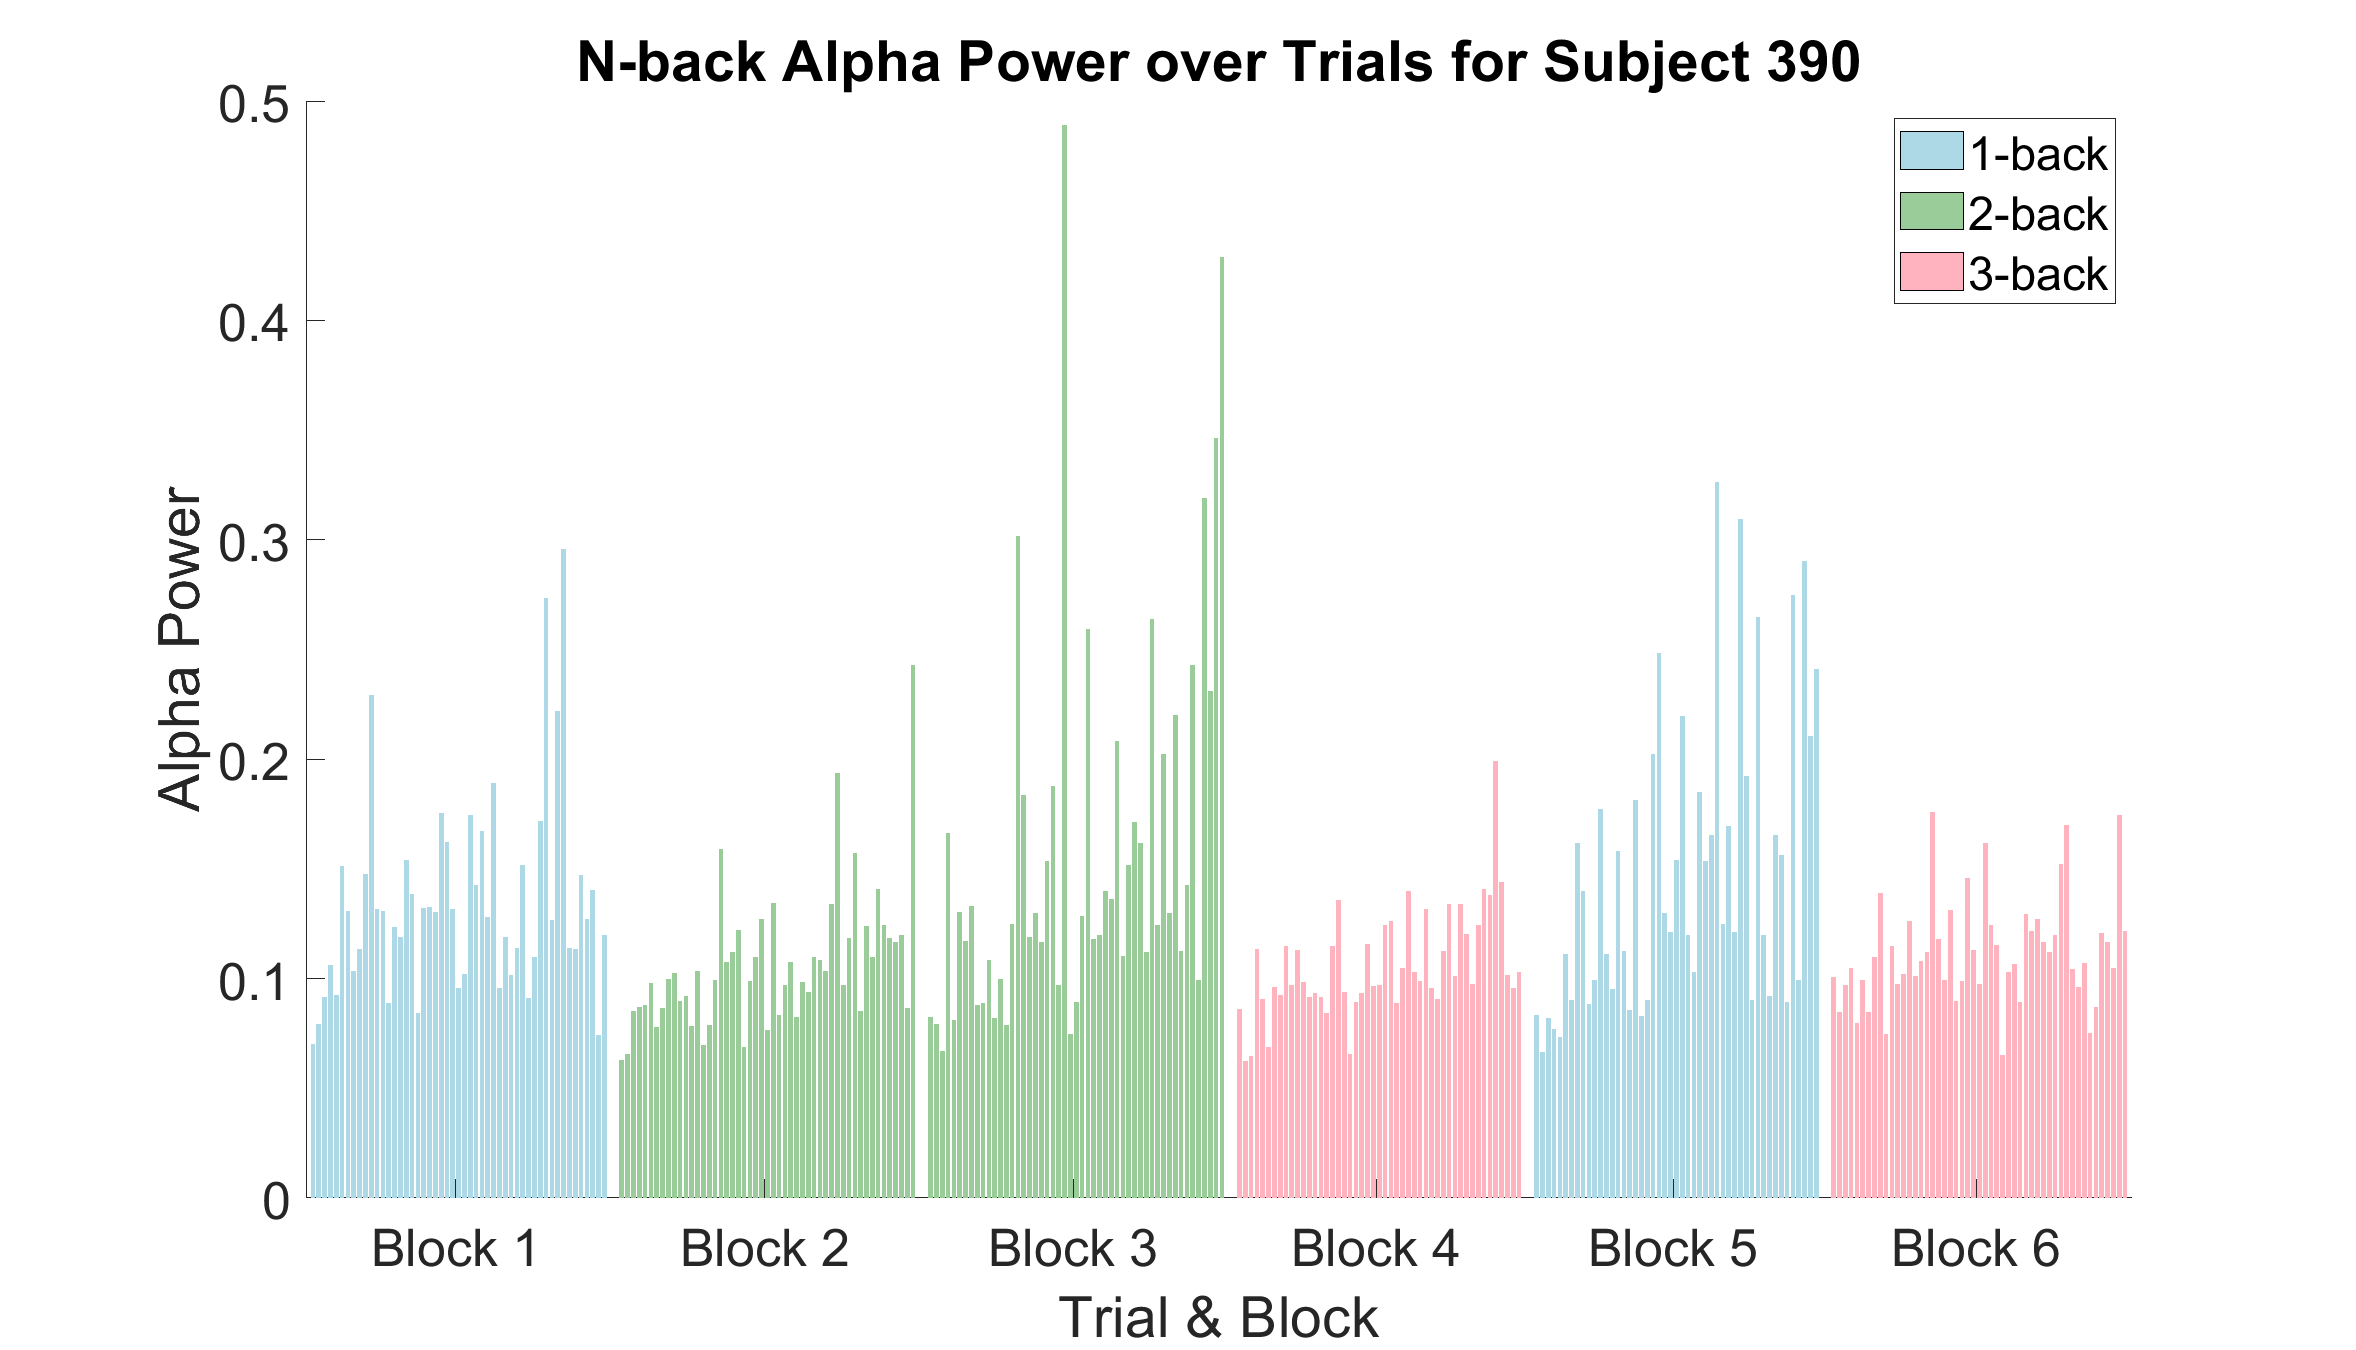 N-back Alpha Power over Trials for Subject 390
0.5
0.4
0.3
0.2
0.1
0
Alpha Power
1-back
2-back
3-back
Block 1
Block 2
Block 3
Block 4
Block 5
Block 6
Trial & Block